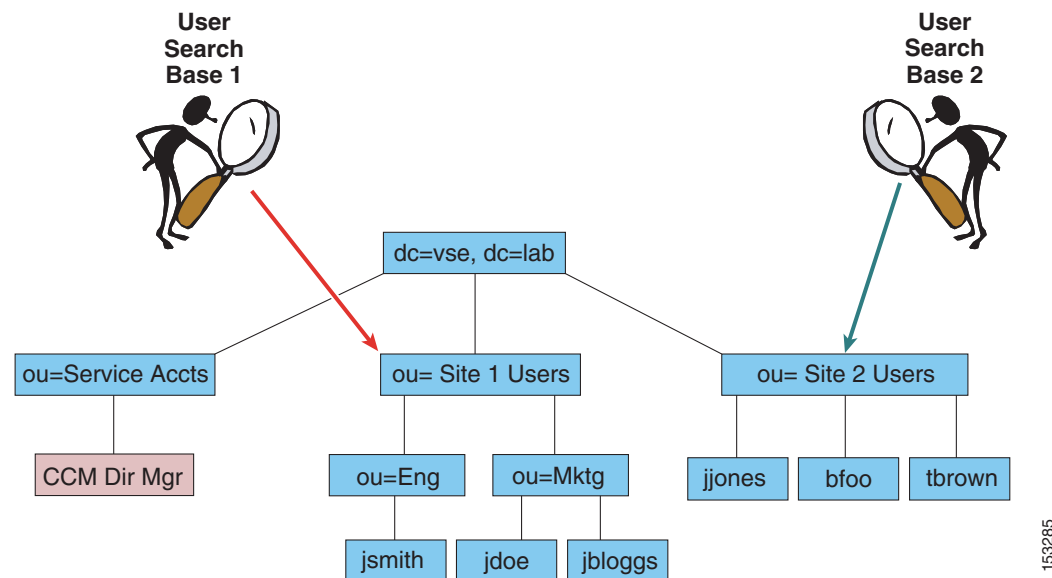 User
Search
Base 1
User
Search
Base 2
dc=vse, dc=lab
ou=Service Accts
ou= Site 1 Users
ou= Site 2 Users
CCM Dir Mgr
ou=Eng
ou=Mktg
jjones
bfoo
tbrown
jsmith
jdoe
jbloggs
153285